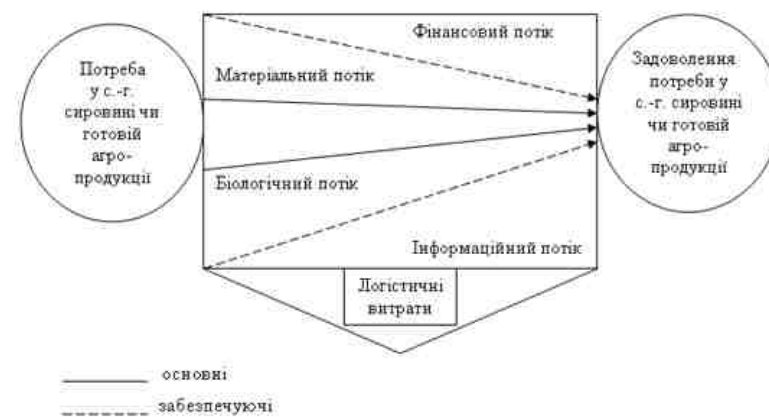 Потреба
у с.-г.
сировині чи
готовій
агро-
продукції
Фінансовий потік
Матеріальний потік
Біологічний потік
Інформаційний потік
Логістичні
витрати
Задоволення
потреби у
с.-г. сировині
чи готовій
агро-
продукції
основні
забезпечуючі